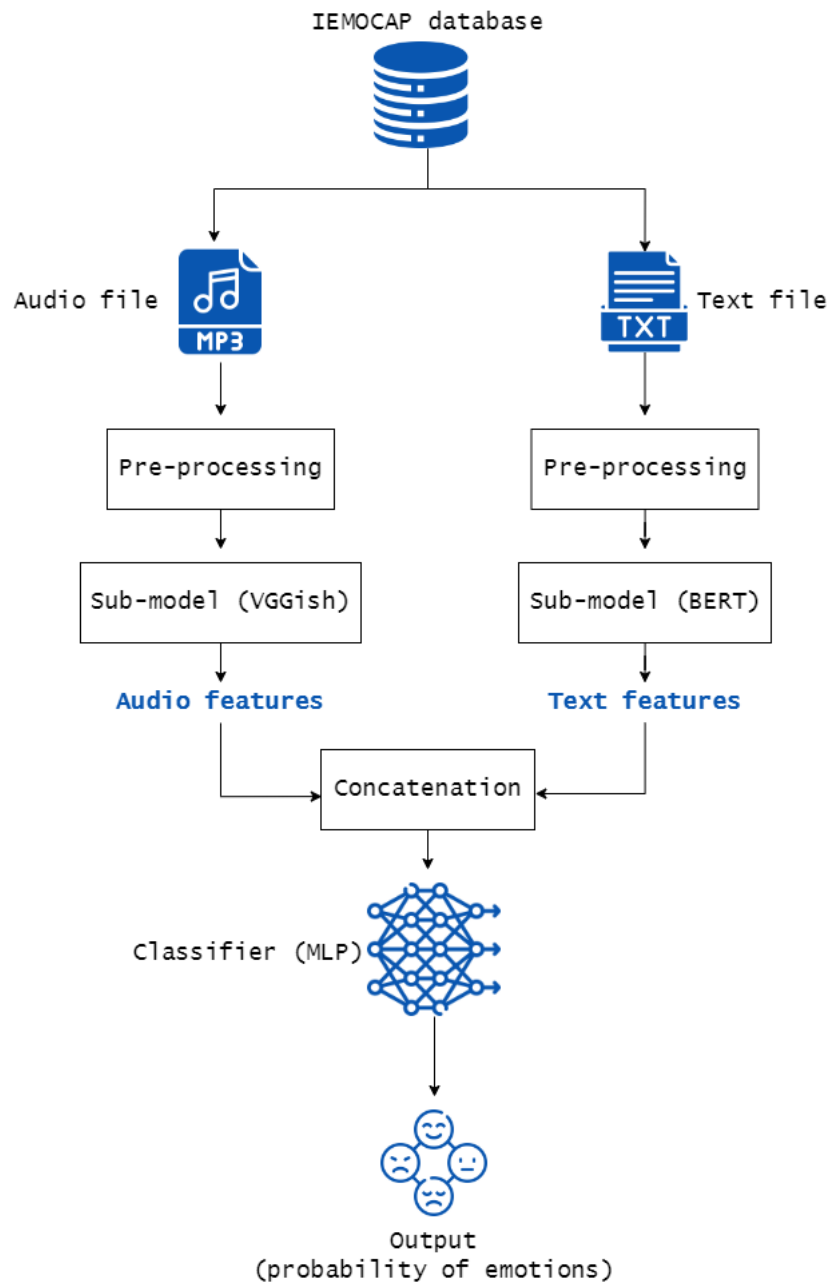 IEMOCAP database
Audio file
MP3
TXT
Text file
Pre-processing
Pre-processing
Sub-model (VGGish)
Sub-model (BERT)
Audio features
Text features
Concatenation
Classifier (MLP)
Output
(probability of emotions)